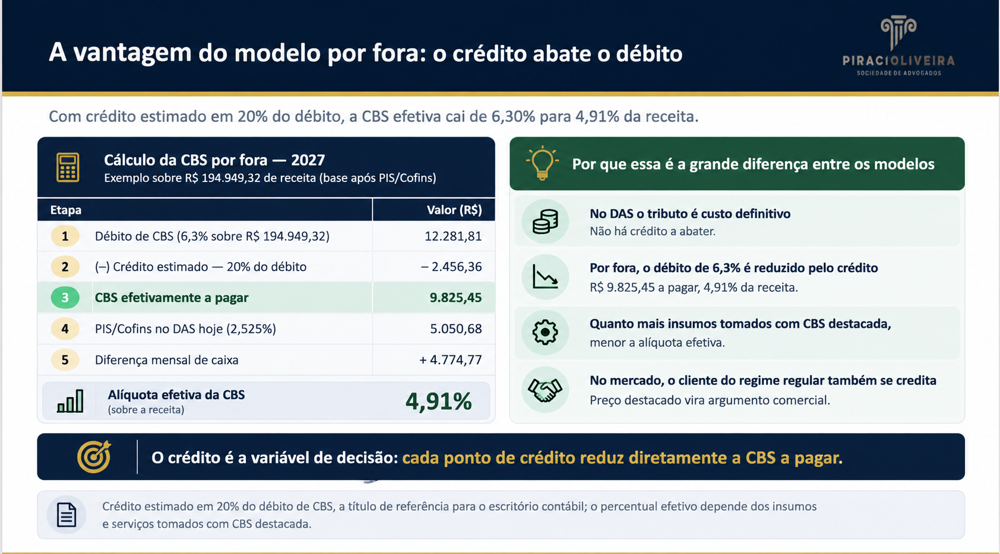 A vantagem do modelo por fora: o crédito abate o débito
PIRACIOLIVEIRA
SOCIEDADE DE ADVOGADOS
Com crédito estimado em 20% do débito, a CBS efetiva cai de 6,30% para 4,91% da receita.
Cálculo da CBS por fora — 2027
Exemplo sobre R$ 194.949,32 de receita (base após PIS/Cofins)
Etapa Valor (R$)
1 Débito de CBS (6,3% sobre R$ 194.949,32) 12.281,81
2 (–) Crédito estimado — 20% do débito – 2.456,36
3 CBS efetivamente a pagar 9.825,45
4 PIS/Cofins no DAS hoje (2,525%) 5.050,68
5 Diferença mensal de caixa + 4.774,77
Alíquota efetiva da CBS
(sobre a receita)
4,91%
Por que essa é a grande diferença entre os modelos
No DAS o tributo é custo definitivo
Não há crédito a abater.
Por fora, o débito de 6,3% é reduzido pelo crédito
R$ 9.825,45 a pagar, 4,91% da receita.
Quanto mais insumos tomados com CBS destacada,
menor a alíquota efetiva.
No mercado, o cliente do regime regular também se credita
Preço destacado vira argumento comercial.
O crédito é a variável de decisão: cada ponto de crédito reduz diretamente a CBS a pagar.
Crédito estimado em 20% do débito de CBS, a título de referência para o escritório contábil; o percentual efetivo depende dos insumos
e serviços tomados com CBS destacada.